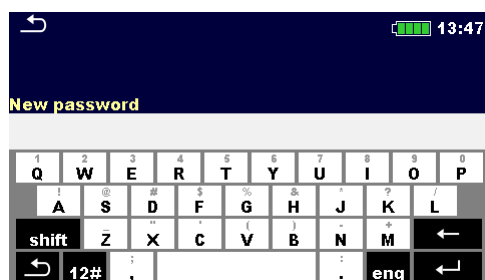 13:47
New password
1 2 3 4 5 6 7 8 9 0
Q W E R T Y U I O P
! @ # $ % & * ? /
A S D F G H J K L
_ " ' ( ) - +
shift Z X C V B N M
; :
12# , . eng